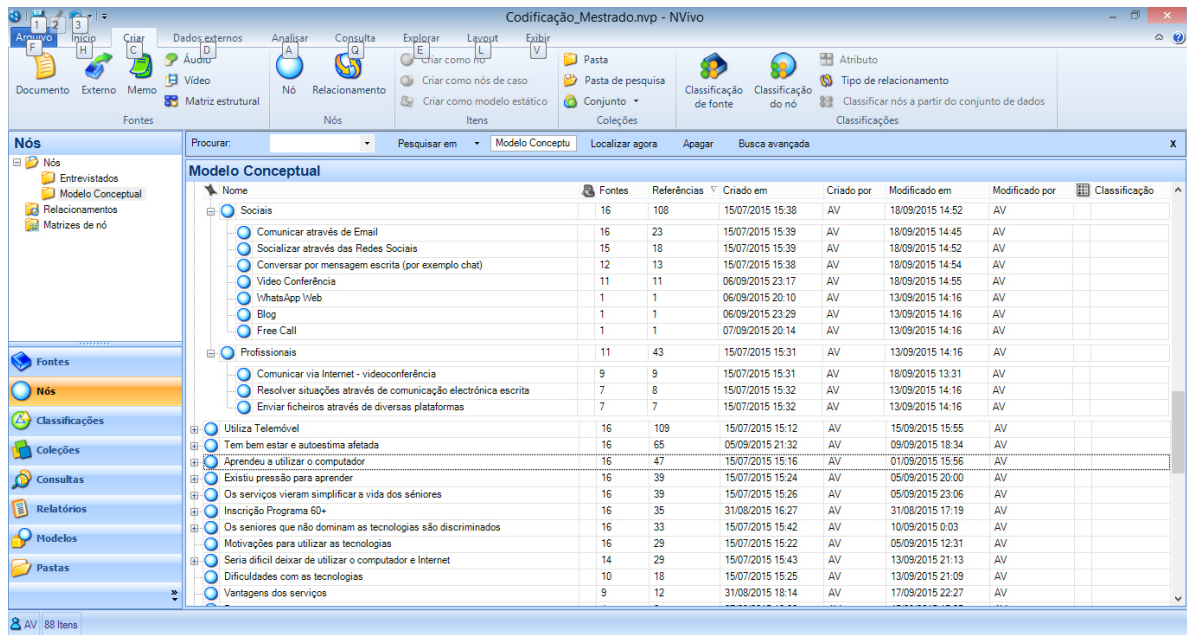 Codificação_Mestrado.nvp - NVivo
1 2 3
Arquivo Início Criar Dados externos Analisar Consulta Explorar Layout Exibir
F H C D A Q E L V
Documento Externo Memo
Áudio
Vídeo
Matriz estrutural
Nó Relacionamento
Criar como nó
Criar como nós de caso
Criar como modelo estático
Pasta
Pasta de pesquisa
Conjunto
Classificação de fonte
Classificação do nó
Atributo
Tipo de relacionamento
Classificar nós a partir do conjunto de dados
Fontes Nós Itens Coleções Classificações
Nós
Nós
Entrevistados
Modelo Conceptual
Relacionamentos
Matrizes de nó
Fontes
Nós
Classificações
Coleções
Consultas
Relatórios
Modelos
Pastas
Procurar: Pesquisar em Modelo Conceptu Localizar agora Apagar Busca avançada X
Modelo Conceptual
Nome Fontes Referências Criado em Criado por Modificado em Modificado por Classificação
Sociais 16 108 15/07/2015 15:38 AV 18/09/2015 14:52 AV
Comunicar através de Email 16 23 15/07/2015 15:39 AV 18/09/2015 14:45 AV
Socializar através das Redes Sociais 15 18 15/07/2015 15:39 AV 18/09/2015 14:52 AV
Conversar por mensagem escrita (por exemplo chat) 12 13 15/07/2015 15:38 AV 18/09/2015 14:54 AV
Video Conferência 11 11 06/09/2015 23:17 AV 18/09/2015 14:55 AV
WhatsApp Web 1 1 06/09/2015 20:10 AV 13/09/2015 14:16 AV
Blog 1 1 06/09/2015 23:29 AV 13/09/2015 14:16 AV
Free Call 1 1 07/09/2015 20:14 AV 13/09/2015 14:16 AV
Profissionais 11 43 15/07/2015 15:31 AV 13/09/2015 14:16 AV
Comunicar via Internet - videoconferência 9 9 15/07/2015 15:31 AV 18/09/2015 13:31 AV
Resolver situações através de comunicação electrónica escrita 7 8 15/07/2015 15:32 AV 13/09/2015 14:16 AV
Enviar ficheiros através de diversas plataformas 7 7 15/07/2015 15:32 AV 13/09/2015 14:16 AV
Utiliza Telemóvel 16 109 15/07/2015 15:12 AV 15/09/2015 15:55 AV
Tem bem estar e autoestima afetada 16 65 05/09/2015 21:32 AV 09/09/2015 18:34 AV
Aprendeu a utilizar o computador 16 47 15/07/2015 15:16 AV 01/09/2015 15:56 AV
Existiu pressão para aprender 16 39 15/07/2015 15:24 AV 05/09/2015 20:00 AV
Os serviços vieram simplificar a vida dos séniores 16 39 15/07/2015 15:26 AV 05/09/2015 23:06 AV
Inscrição Programa 60+ 16 35 31/08/2015 16:27 AV 31/08/2015 17:19 AV
Os seniores que não dominam as tecnologias são discriminados 16 33 15/07/2015 15:42 AV 10/09/2015 0:03 AV
Motivações para utilizar as tecnologias 16 29 15/07/2015 15:22 AV 05/09/2015 12:31 AV
Seria dificil deixar de utilizar o computador e Internet 14 29 15/07/2015 15:43 AV 13/09/2015 21:13 AV
Dificuldades com as tecnologias 10 18 15/07/2015 15:25 AV 13/09/2015 21:09 AV
Vantagens dos serviços 9 12 31/08/2015 18:14 AV 17/09/2015 22:27 AV
AV 88 Itens